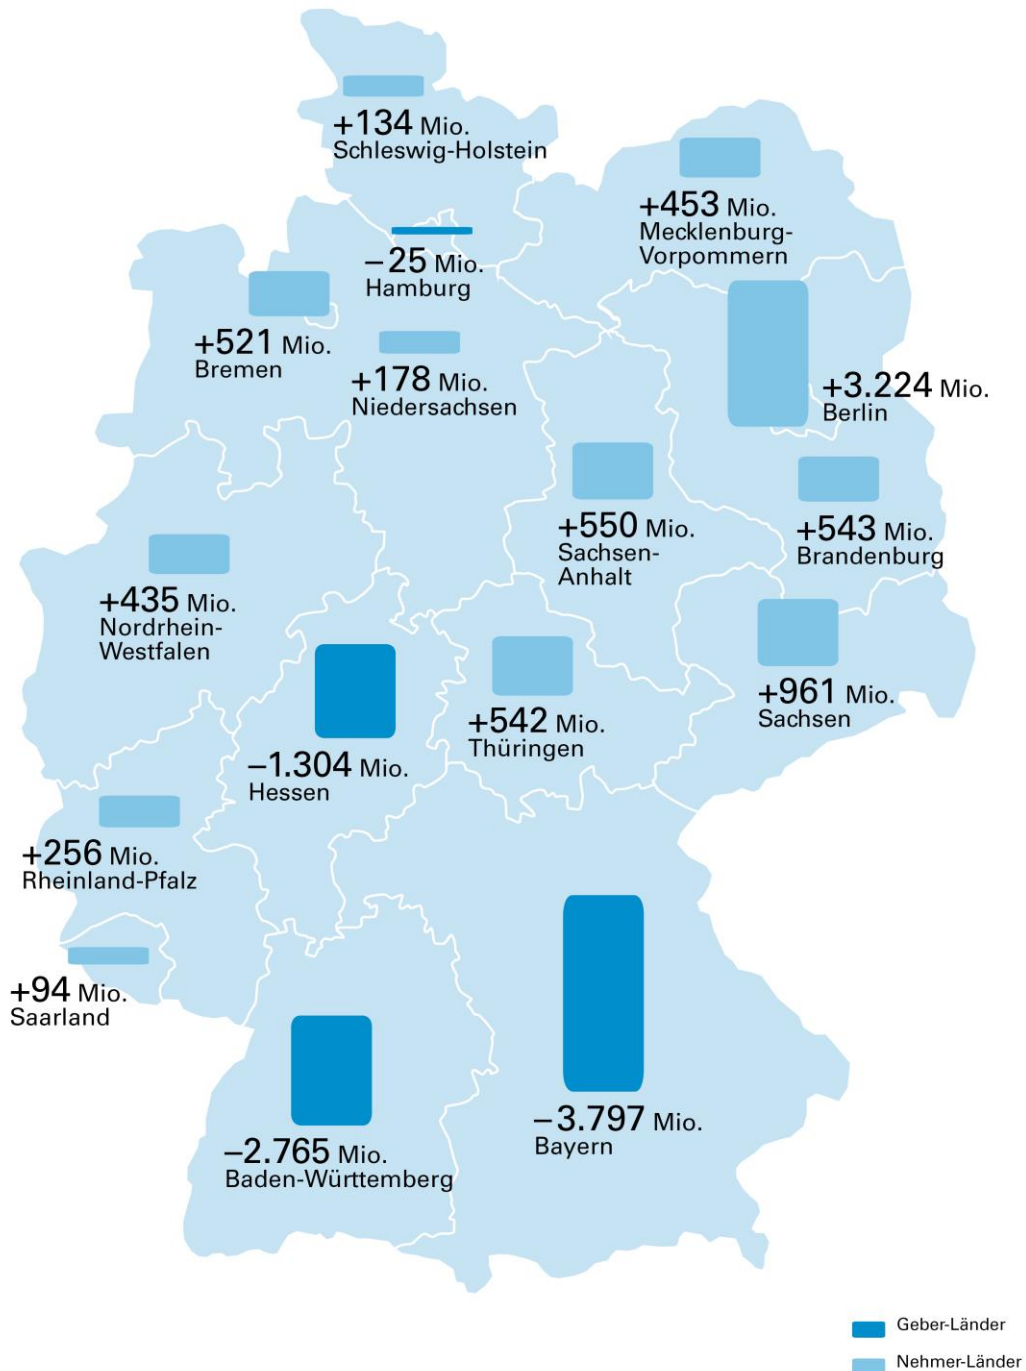 +134 Mio.
Schleswig-Holstein
+453 Mio.
Mecklenburg-
Vorpommern
–25 Mio.
Hamburg
+521 Mio.
Bremen
+178 Mio.
Niedersachsen
+3.224 Mio.
Berlin
+550 Mio.
Sachsen-
Anhalt
+543 Mio.
Brandenburg
+435 Mio.
Nordrhein-
Westfalen
+961 Mio.
Sachsen
+542 Mio.
Thüringen
–1.304 Mio.
Hessen
+256 Mio.
Rheinland-Pfalz
+94 Mio.
Saarland
–3.797 Mio.
Bayern
–2.765 Mio.
Baden-Württemberg
Geber-Länder
Nehmer-Länder